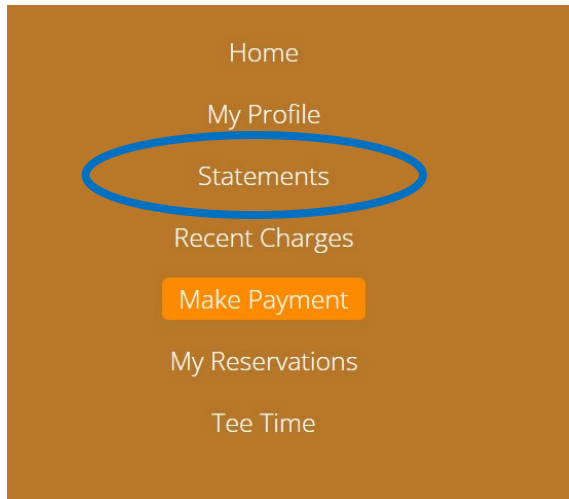 Home
My Profile
Statements
Recent Charges
Make Payment
My Reservations
Tee Time